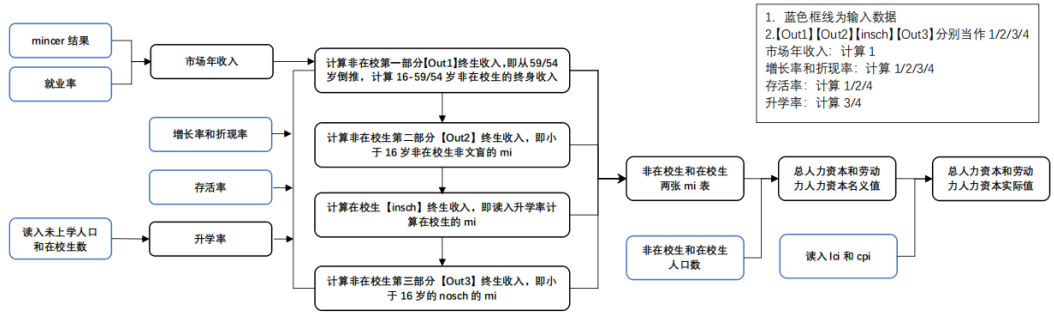 mincer 结果
就业率
市场年收入
增长率和折现率
存活率
读入未上学人口
和在校生数
升学率
计算非在校第一部分【Out1】终生收入,即从 59/54
岁倒推，计算 16-59/54 岁非在校生的终身收入
计算非在校生第二部分【Out2】终生收入，即小
于 16 岁非在校生非文盲的 mi
计算在校生【insch】终生收入，即读入升学率计
算在校生的 mi
计算非在校生第三部分【Out3】终生收入，即小
于 16 岁的 nosch 的 mi
非在校生和在校生
两张 mi 表
非在校生和在校生
人口数
总人力资本和劳动
力人力资本名义值
读入 lci 和 cpi
总人力资本和劳动
力人力资本实际值
1. 蓝色框线为输入数据
2.【Out1】【Out2】【insch】【Out3】分别当作 1/2/3/4
市场年收入：计算 1
增长率和折现率：计算 1/2/3/4
存活率：计算 1/2/4
升学率：计算 3/4